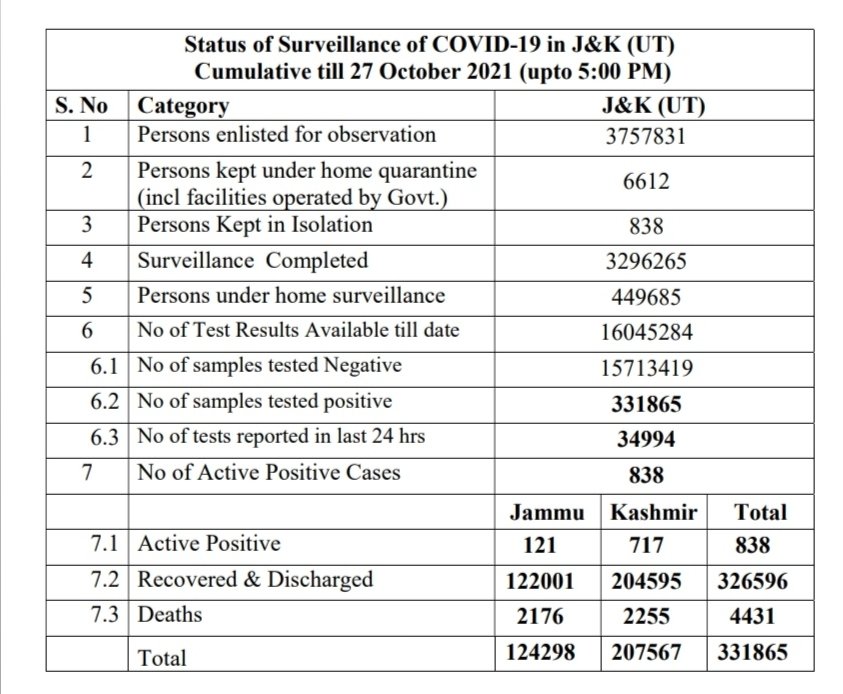 Status of Surveillance of COVID-19 in J&K (UT)
Cumulative till 27 October 2021 (upto 5:00 PM)
S. No Category J&K (UT)
1 Persons enlisted for observation 3757831
2 Persons kept under home quarantine
(incl facilities operated by Govt.) 6612
3 Persons Kept in Isolation 838
4 Surveillance Completed 3296265
5 Persons under home surveillance 449685
6 No of Test Results Available till date 16045284
6.1 No of samples tested Negative 15713419
6.2 No of samples tested positive 331865
6.3 No of tests reported in last 24 hrs 34994
7 No of Active Positive Cases 838
Jammu Kashmir Total
7.1 Active Positive 121 717 838
7.2 Recovered & Discharged 122001 204595 326596
7.3 Deaths 2176 2255 4431
Total 124298 207567 331865